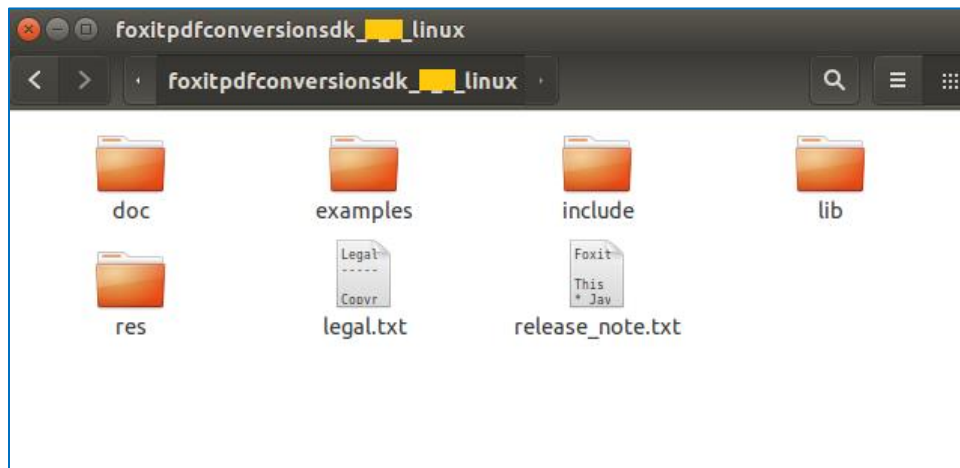 foxitpdfconversionsdk_ _ _linux
foxitpdfconversionsdk_ _ _linux
doc examples include lib
Legal
-----
Copyr
Foxit
This
* Jav
res legal.txt release_note.txt